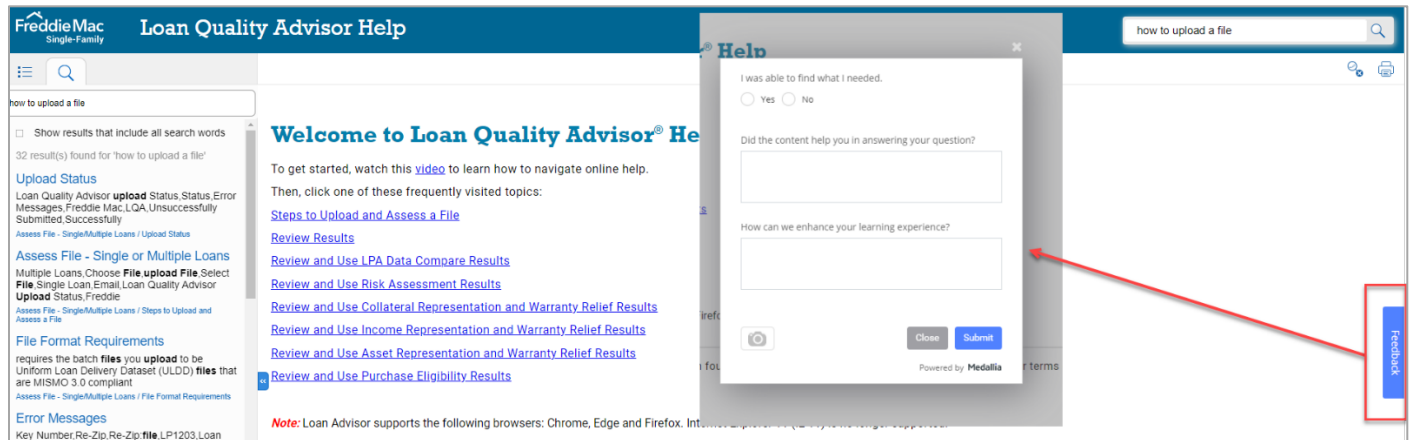 Freddie Mac
Single-Family
Loan Quality Advisor Help
how to upload a file
how to upload a file
Show results that include all search words
32 result(s) found for 'how to upload a file'
Upload Status
Loan Quality Advisor upload Status,Status,Error
Messages,Freddie Mac,LQA,Unsuccessfully
Submitted,Successfully
Assess File - Single/Multiple Loans / Upload Status
Assess File - Single or Multiple Loans
Multiple Loans,Choose File,upload File,Select
File,Single Loan,Email,Loan Quality Advisor
Upload Status,Freddie
Assess File - Single/Multiple Loans / Steps to Upload and
Assess a File
File Format Requirements
requires the batch files you upload to be
Uniform Loan Delivery Dataset (ULDD) files that
are MISMO 3.0 compliant
Assess File - Single/Multiple Loans / File Format Requirements
Error Messages
Key Number,Re-Zip,Re-Zip:file,LP1203,Loan
Welcome to Loan Quality Advisor® He
To get started, watch this video to learn how to navigate online help.
Then, click one of these frequently visited topics:
Steps to Upload and Assess a File
Review Results
Review and Use LPA Data Compare Results
Review and Use Risk Assessment Results
Review and Use Collateral Representation and Warranty Relief Results
Review and Use Income Representation and Warranty Relief Results
Review and Use Asset Representation and Warranty Relief Results
Review and Use Purchase Eligibility Results
Note: Loan Advisor supports the following browsers: Chrome, Edge and Firefox.
® Help
I was able to find what I needed.
Yes No
Did the content help you in answering your question?
How can we enhance your learning experience?
Close Submit
Powered by Medallia
r terms
Feedback